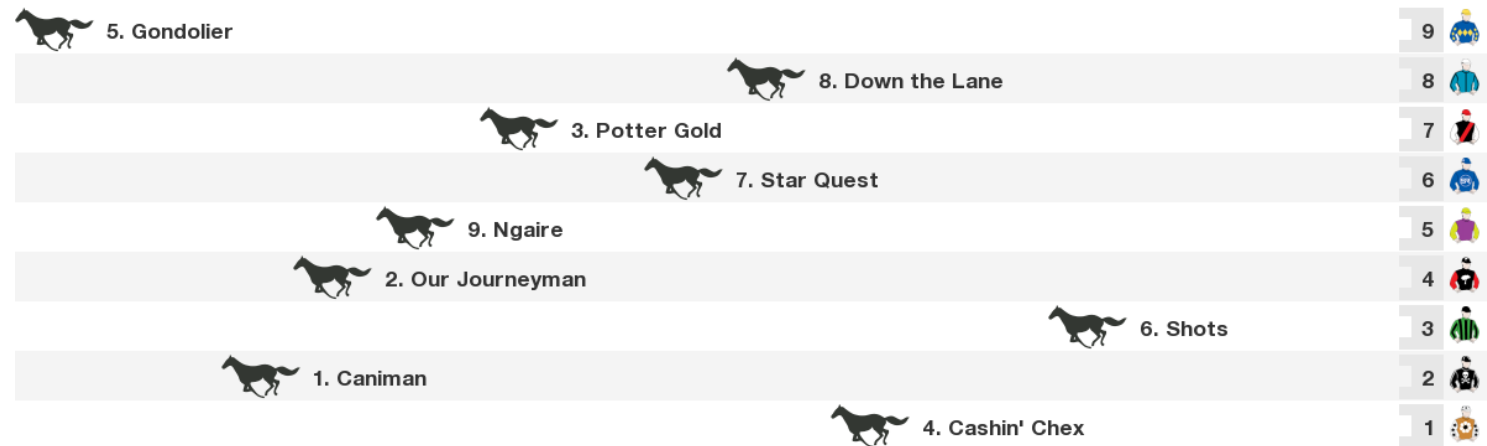 5. Gondolier 9
8. Down the Lane 8
3. Potter Gold 7
7. Star Quest 6
9. Ngaire 5
2. Our Journeyman 4
6. Shots 3
1. Caniman 2
4. Cashin' Chex 1